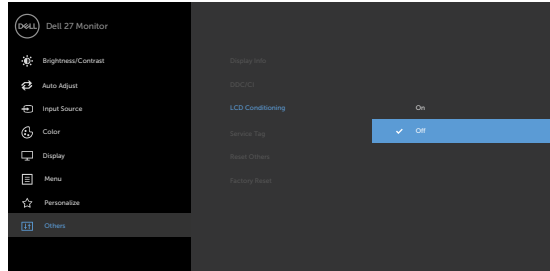 DELL Dell 27 Monitor
Brightness/Contrast
Display Info
Auto Adjust
DDC/CI
Input Source
LCD Conditioning
On
Color
Service Tag
Off
Display
Reset Others
Menu
Factory Reset
Personalize
Others